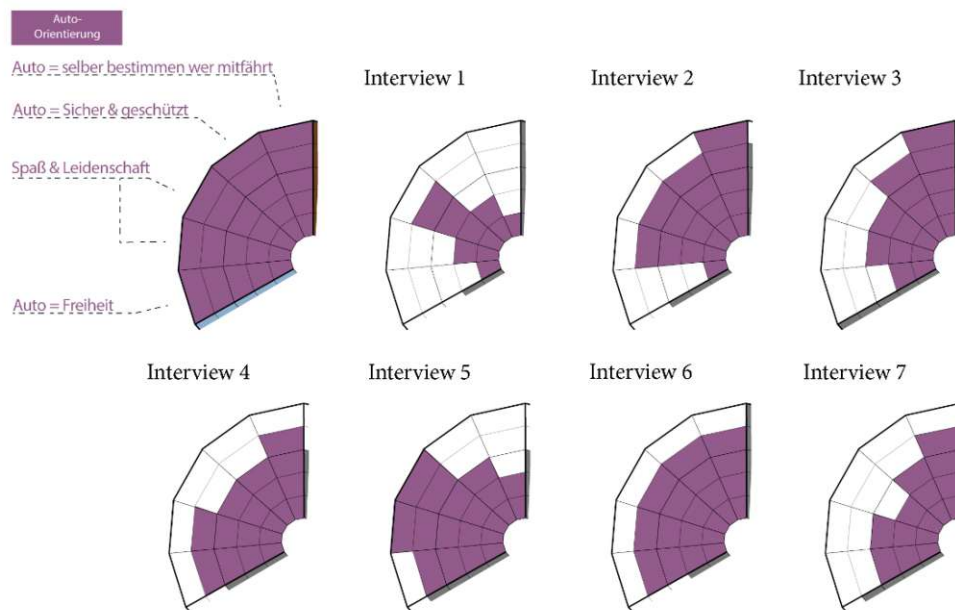 Auto-
Orientierung
Auto = selber bestimmen wer mitfährt
Auto = Sicher & geschützt
Spaß & Leidenschaft
Auto = Freiheit
Interview 1
Interview 2
Interview 3
Interview 4
Interview 5
Interview 6
Interview 7